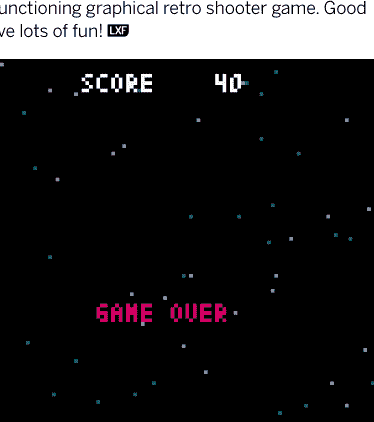 unctioning graphical retro shooter game. Good
ve lots of fun! LXF
SCORE 40
GAME OVER